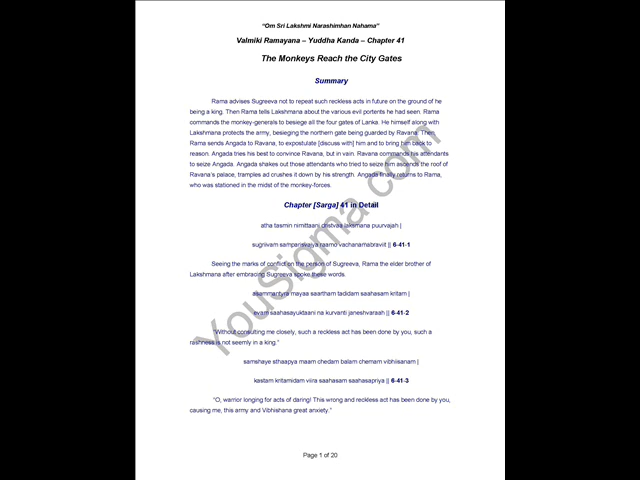 “Om Sri Lakshmi Narashimhan Nahama”
Valmiki Ramayana – Yuddha Kanda – Chapter 41
The Monkeys Reach the City Gates
Summary
Rama advises Sugreeva not to repeat such reckless acts in future on the ground of he
being a king. Then Rama tells Lakshmana about the various evil portents he had seen. Rama
commands the monkey-generals to besiege all the four gates of Lanka. He himself along with
Lakshmana protects the army, besieging the northern gate being guarded by Ravana. Then
Rama sends Angada to Ravana, to expostulate [discuss with] him and to bring him back to
reason. Angada tries his best to convince Ravana, but in vain. Ravana commands his attendants
to seize Angada. Angada shakes out those attendants who tried to seize him ascends the roof of
Ravana’s palace, tramples ad crushes it down by his strength. Angada finally returns to Rama,
who was stationed in the midst of the monkey-forces.
Chapter [Sarga] 41 in Detail
atha tasmin nimittaani dristvaa laksmana puurvajah |
sugriivam samparisvajya raamo vachanamabraviit || 6-41-1
Seeing the marks of conflict on the person of Sugreeva, Rama the elder brother of
Lakshmana after embracing Sugreeva spoke these words.
asammantrya mayaa saartham tadidam saahasam kritam |
evam saahasayuktaani na kurvanti janeshvaraah || 6-41-2
“Without consulting me closely, such a reckless act has been done by you, such a
rashness is not seemly in a king.”
samshaye sthaapya maam chedam balam chemam vibhiisanam |
kastam kritamidam viira saahasam saahasapriya || 6-41-3
“O, warrior longing for acts of daring! This wrong and reckless act has been done by you,
causing me, this army and Vibhishana great anxiety.”
YouSigma.com
Page 1 of 20